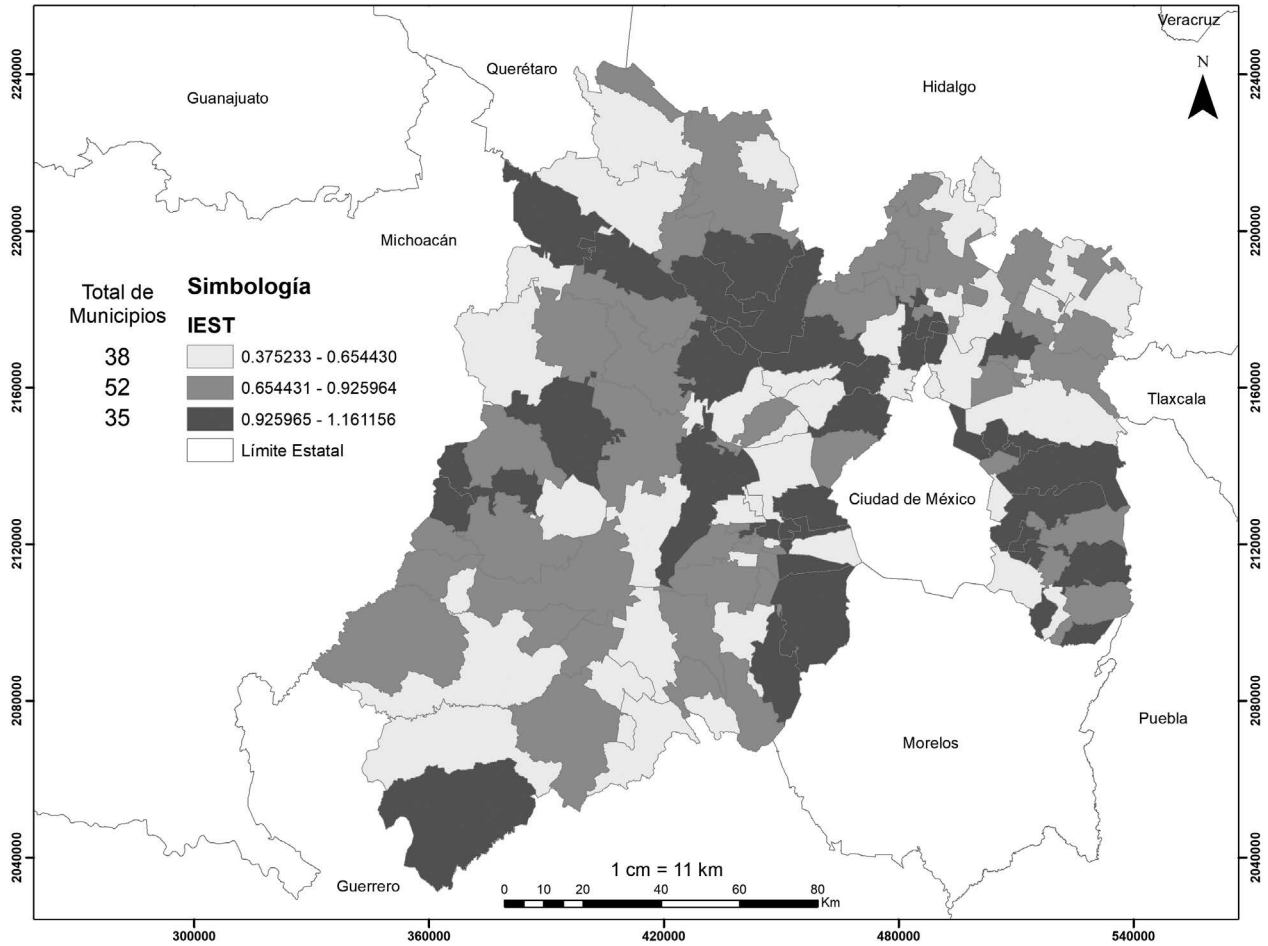 Veracruz
N
Querétaro
Hidalgo
Guanajuato
Michoacán
Tlaxcala
Ciudad de México
Puebla
Morelos
Guerrero
Simbología
Total de
Municipios
IEST
38 0.375233 - 0.654430
52 0.654431 - 0.925964
35 0.925965 - 1.161156
Límite Estatal
1 cm = 11 km
0 10 20 40 60 80
Km
2240000
2200000
2160000
2120000
2080000
2040000
2240000
2200000
2160000
2120000
2080000
2040000
300000 360000 420000 480000 540000